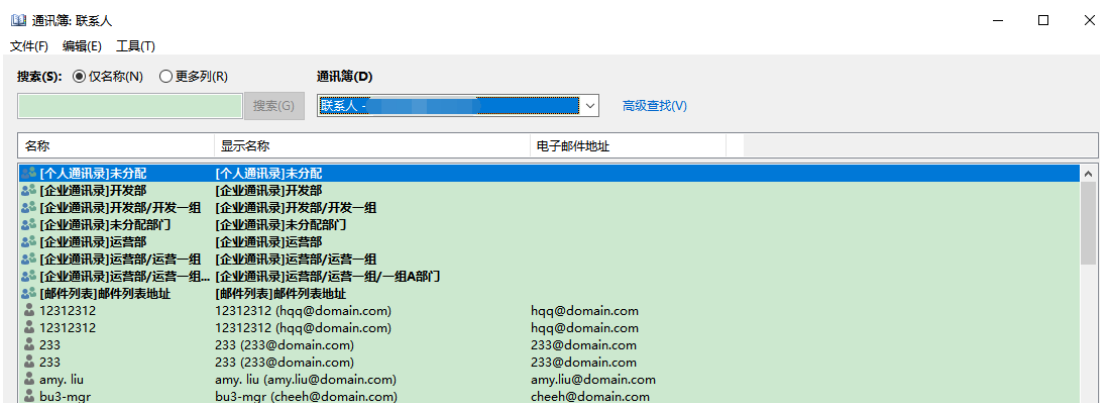 通讯簿: 联系人
文件(F) 编辑(E) 工具(T)
搜索(S): 仅名称(N) 更多列(R) 通讯簿(D)
搜索(G) 联系人 - 高级查找(V)
名称 显示名称 电子邮件地址
[个人通讯录]未分配 [个人通讯录]未分配
[企业通讯录]开发部 [企业通讯录]开发部
[企业通讯录]开发部/开发一组 [企业通讯录]开发部/开发一组
[企业通讯录]未分配部门 [企业通讯录]未分配部门
[企业通讯录]运营部 [企业通讯录]运营部
[企业通讯录]运营部/运营一组 [企业通讯录]运营部/运营一组
[企业通讯录]运营部/运营一组... [企业通讯录]运营部/运营一组/一组A部门
[邮件列表]邮件列表地址 [邮件列表]邮件列表地址
12312312 12312312 (hqq@domain.com) hqq@domain.com
12312312 12312312 (hqq@domain.com) hqq@domain.com
233 233 (233@domain.com) 233@domain.com
233 233 (233@domain.com) 233@domain.com
amy. liu amy. liu (amy.liu@domain.com) amy.liu@domain.com
bu3-mgr bu3-mgr (cheeh@domain.com) cheeh@domain.com